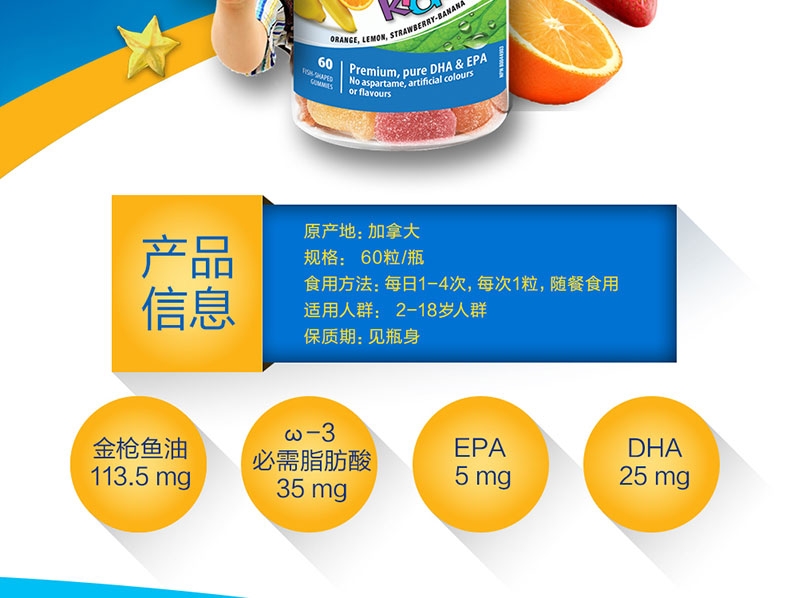 ORANGE, LEMON, STRAWBERRY-BANANA
60
FISH-SHAPED
GUMMIES
Premium, pure DHA & EPA
No aspartame, artificial colours
or flavours
产品
信息
原产地: 加拿大
规格: 60粒/瓶
食用方法: 每日1-4次, 每次1粒, 随餐食用
适用人群: 2-18岁人群
保质期: 见瓶身
金枪鱼油
113.5 mg
ω-3
必需脂肪酸
35 mg
EPA
5 mg
DHA
25 mg